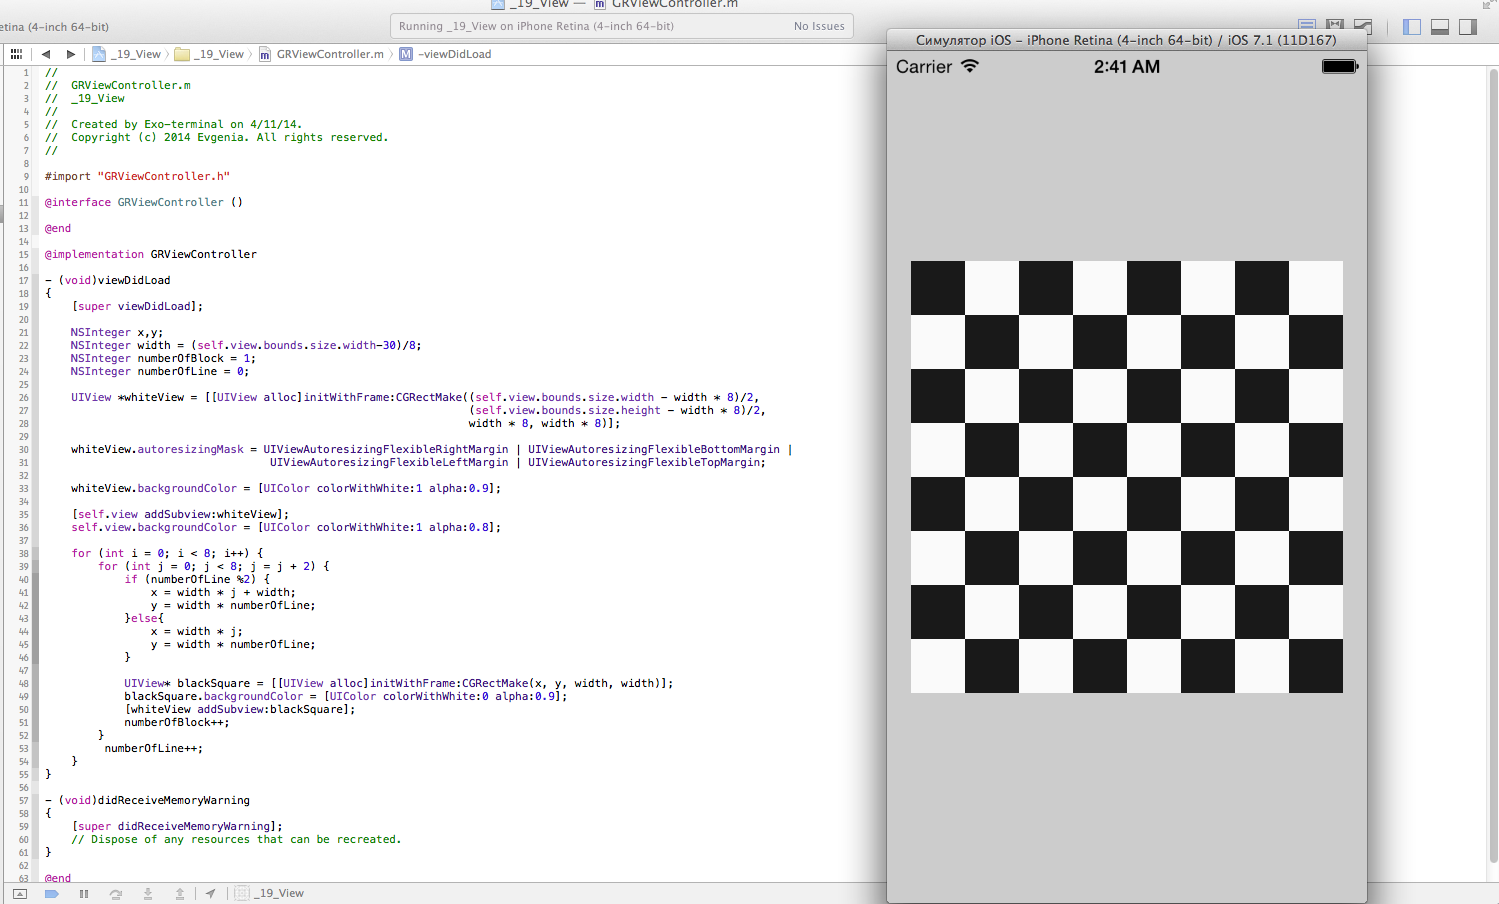 _19_View — GRViewController.m
etina (4-inch 64-bit)
Running _19_View on iPhone Retina (4-inch 64-bit) No Issues
_19_View _19_View GRViewController.m M -viewDidLoad
1 //
2 //  GRViewController.m
3 //  _19_View
4 //
5 //  Created by Exo-terminal on 4/11/14.
6 //  Copyright (c) 2014 Evgenia. All rights reserved.
7 //
8
9 #import "GRViewController.h"
10
11 @interface GRViewController ()
12
13 @end
14
15 @implementation GRViewController
16
17 - (void)viewDidLoad
18 {
19     [super viewDidLoad];
20
21     NSInteger x,y;
22     NSInteger width = (self.view.bounds.size.width-30)/8;
23     NSInteger numberOfBlock = 1;
24     NSInteger numberOfLine = 0;
25
26     UIView *whiteView = [[UIView alloc]initWithFrame:CGRectMake((self.view.bounds.size.width - width * 8)/2,
27     (self.view.bounds.size.height - width * 8)/2,
28     width * 8, width * 8)];
29
30     whiteView.autoresizingMask = UIViewAutoresizingFlexibleRightMargin | UIViewAutoresizingFlexibleBottomMargin |
31     UIViewAutoresizingFlexibleLeftMargin | UIViewAutoresizingFlexibleTopMargin;
32
33     whiteView.backgroundColor = [UIColor colorWithWhite:1 alpha:0.9];
34
35     [self.view addSubview:whiteView];
36     self.view.backgroundColor = [UIColor colorWithWhite:1 alpha:0.8];
37
38     for (int i = 0; i < 8; i++) {
39         for (int j = 0; j < 8; j = j + 2) {
40             if (numberOfLine %2) {
41                 x = width * j + width;
42                 y = width * numberOfLine;
43             }else{
44                 x = width * j;
45                 y = width * numberOfLine;
46             }
47
48             UIView* blackSquare = [[UIView alloc]initWithFrame:CGRectMake(x, y, width, width)];
49             blackSquare.backgroundColor = [UIColor colorWithWhite:0 alpha:0.9];
50             [whiteView addSubview:blackSquare];
51             numberOfBlock++;
52         }
53          numberOfLine++;
54     }
55 }
56
57 - (void)didReceiveMemoryWarning
58 {
59     [super didReceiveMemoryWarning];
60     // Dispose of any resources that can be recreated.
61 }
62
63 @end
_19_View
Симулятор iOS – iPhone Retina (4-inch 64-bit) / iOS 7.1 (11D167)
Carrier 2:41 AM